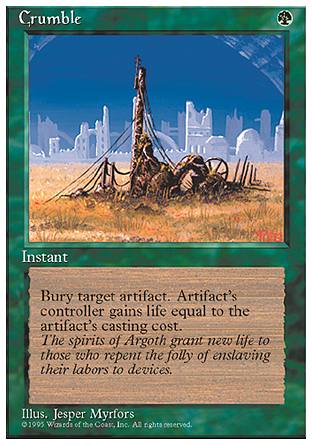 Crumble
Instant
Bury target artifact. Artifact's
controller gains life equal to the
artifact's casting cost.
The spirits of Argoth grant new life to
those who repent the folly of enslaving
their labors to devices.
Illus. Jesper Myrfors
©1995 Wizards of the Coast, Inc. All rights reserved.